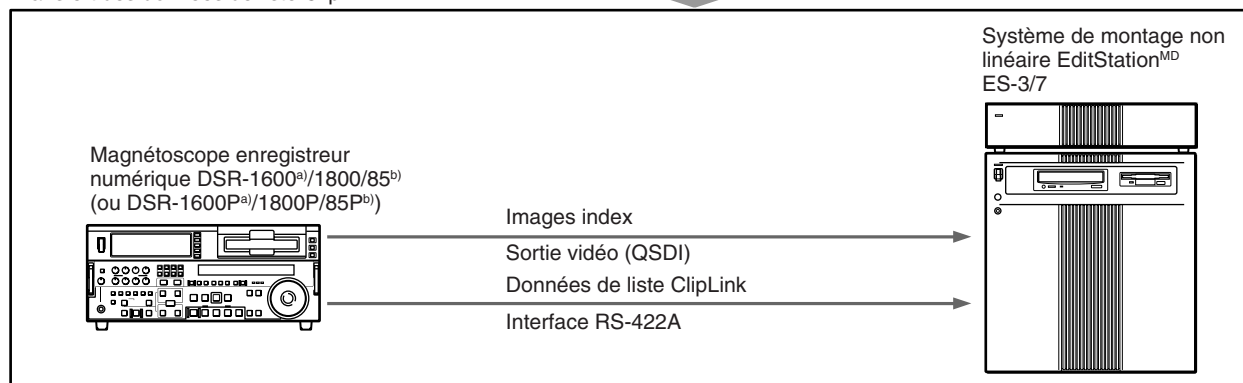 Système de montage non
linéaire EditStationMD
ES-3/7
Magnétoscope enregistreur
numérique DSR-1600a)/1800/85b)
(ou DSR-1600Pa)/1800P/85Pb))
Images index
Sortie vidéo (QSDI)
Données de liste ClipLink
Interface RS-422A